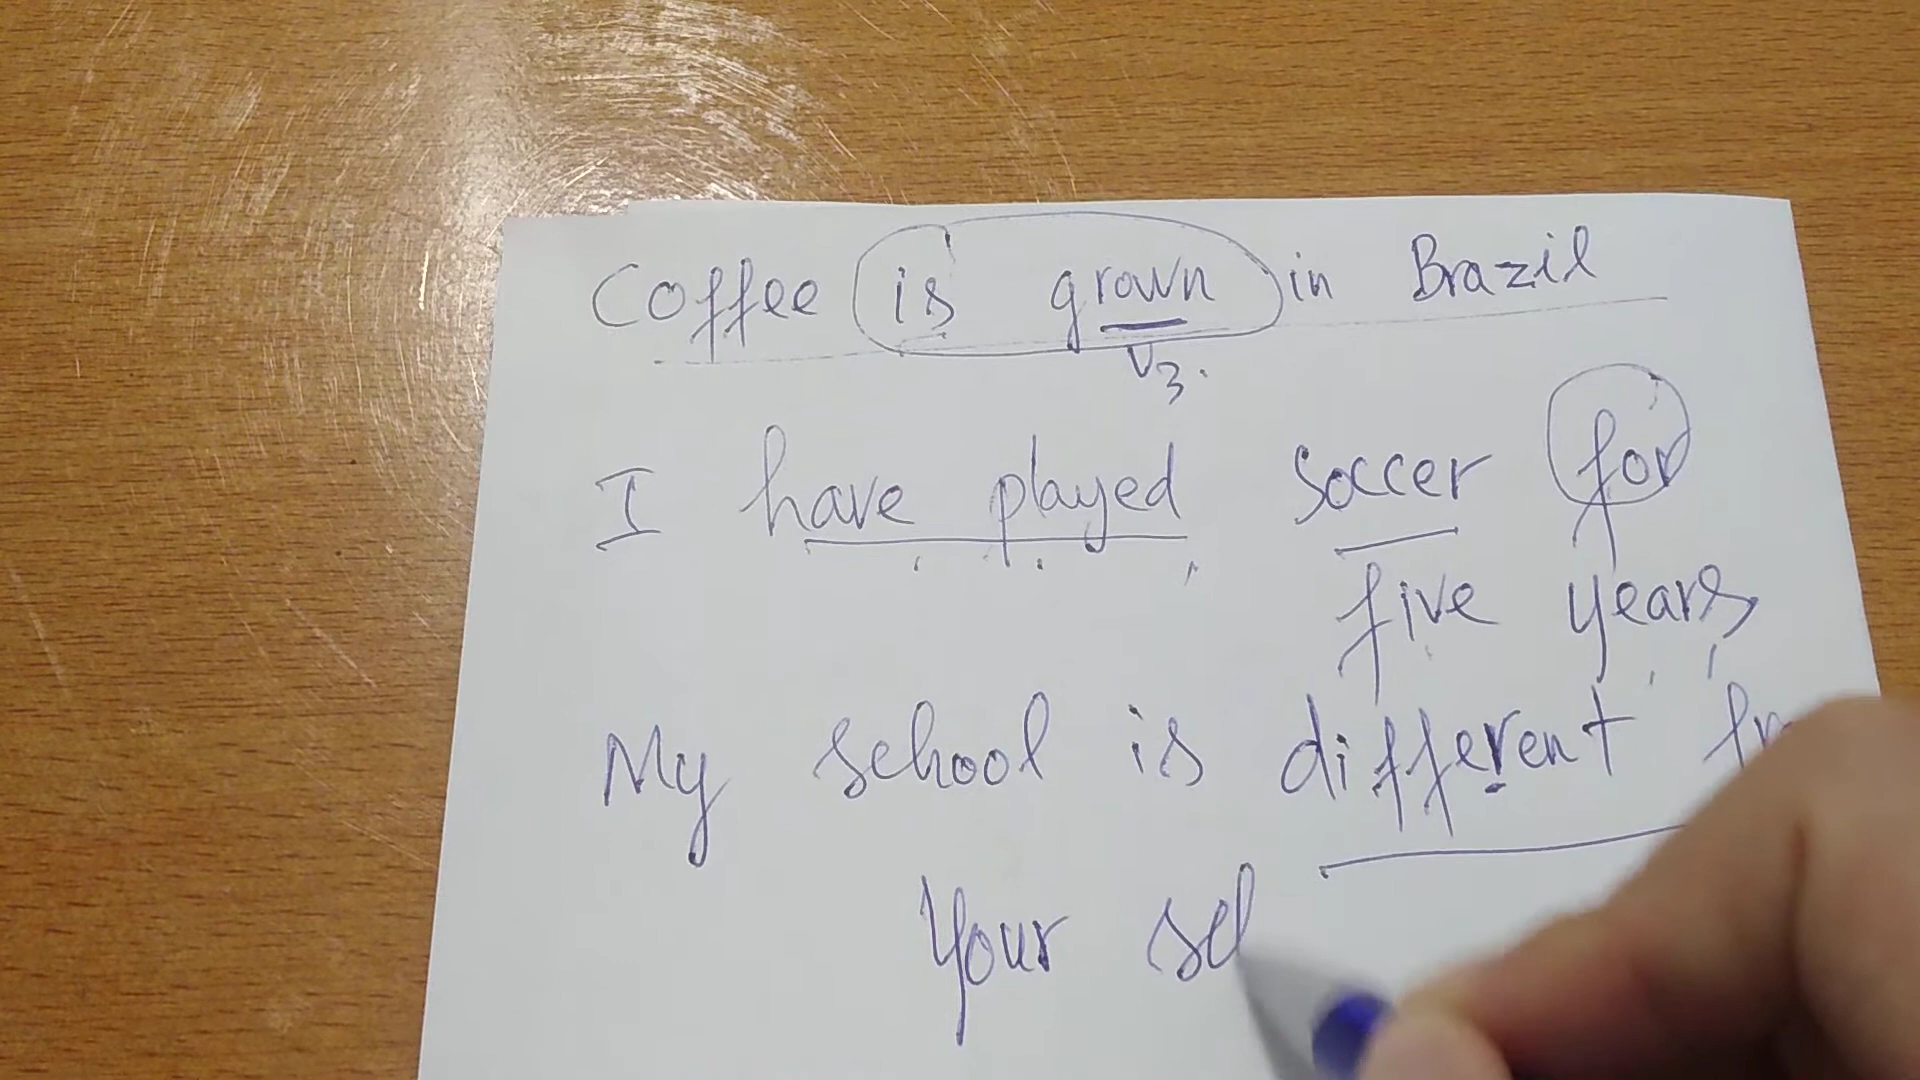 Coffee is grown in Brazil
V3.
I have played soccer for
five years
My school is different
Your